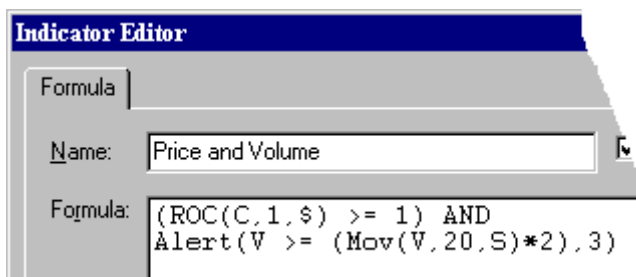 Indicator Editor
Formula
Name: Price and Volume
Formula: (ROC(C,1,$) >= 1) AND
Alert(V >= (Mov(V,20,S)*2),3)